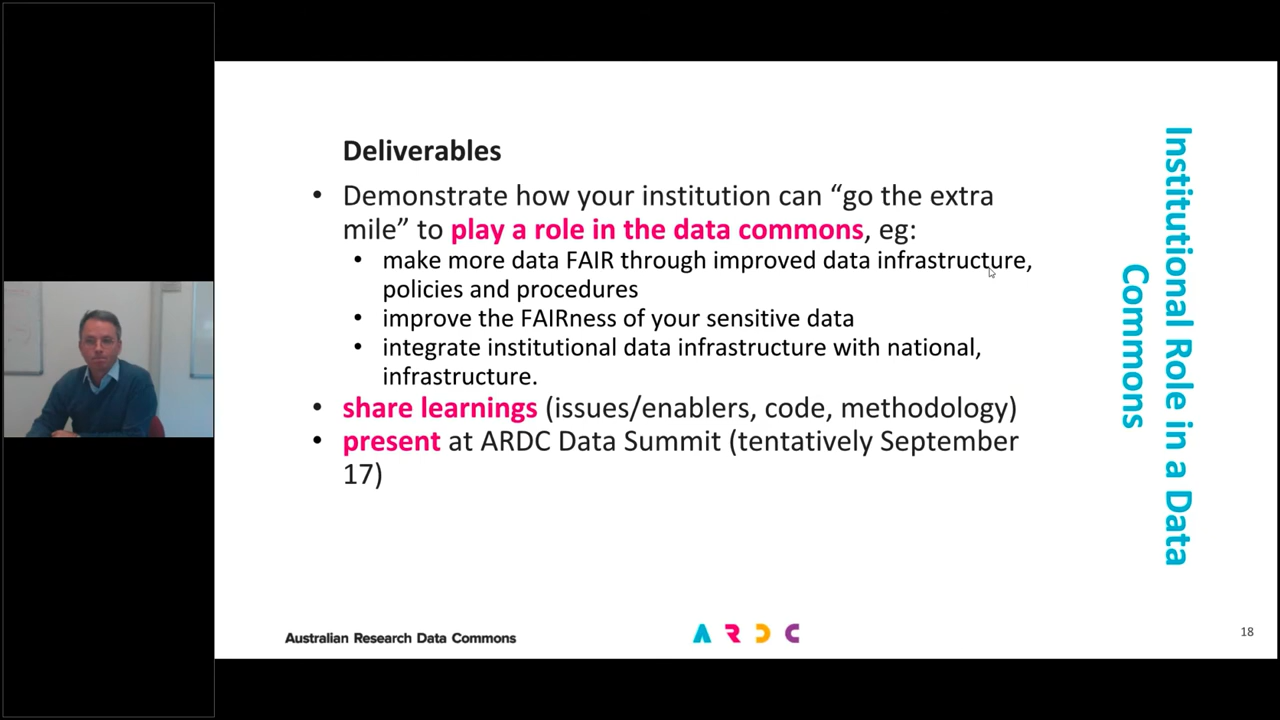 Deliverables
• Demonstrate how your institution can “go the extra
mile” to play a role in the data commons, eg:
• make more data FAIR through improved data infrastructure,
policies and procedures
• improve the FAIRness of your sensitive data
• integrate institutional data infrastructure with national,
infrastructure.
• share learnings (issues/enablers, code, methodology)
• present at ARDC Data Summit (tentatively September
17)
Institutional Role in a Data
Commons
Australian Research Data Commons
ARDC
18